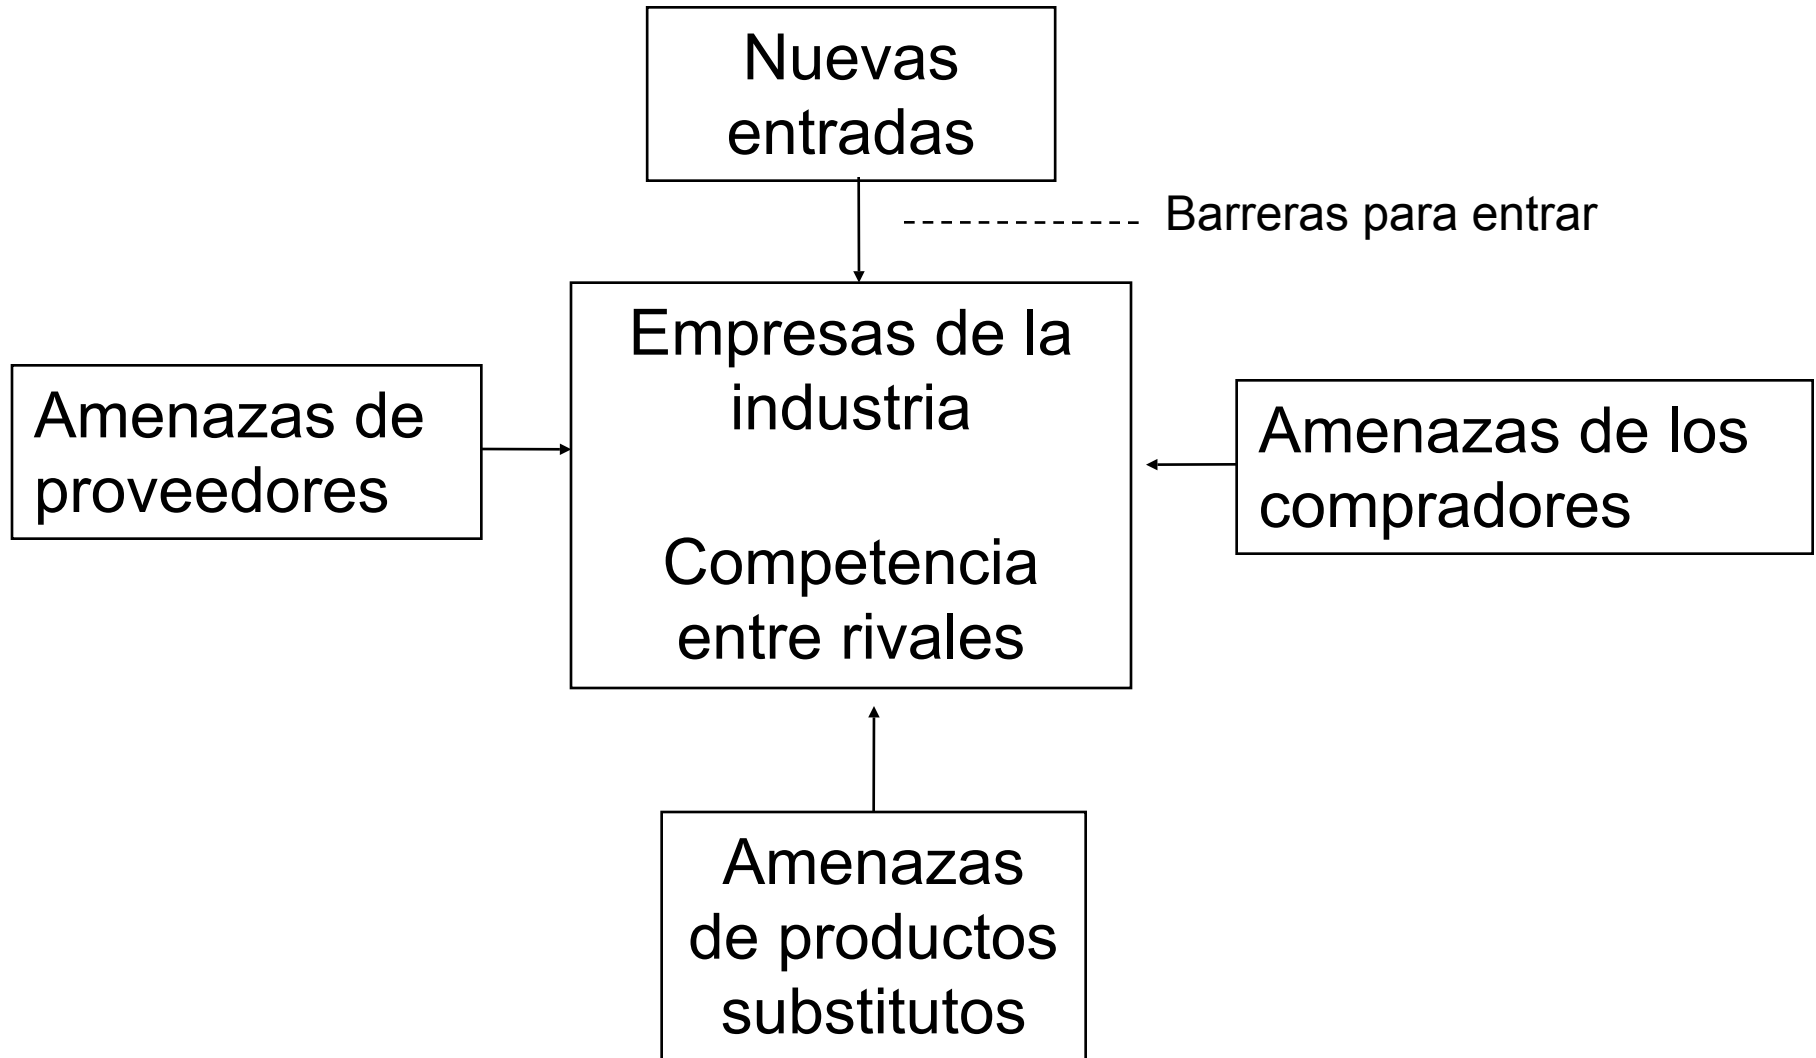 Nuevas
entradas
Barreras para entrar
Empresas de la
industria
Amenazas de
proveedores
Amenazas de los
compradores
Competencia
entre rivales
Amenazas
de productos
substitutos